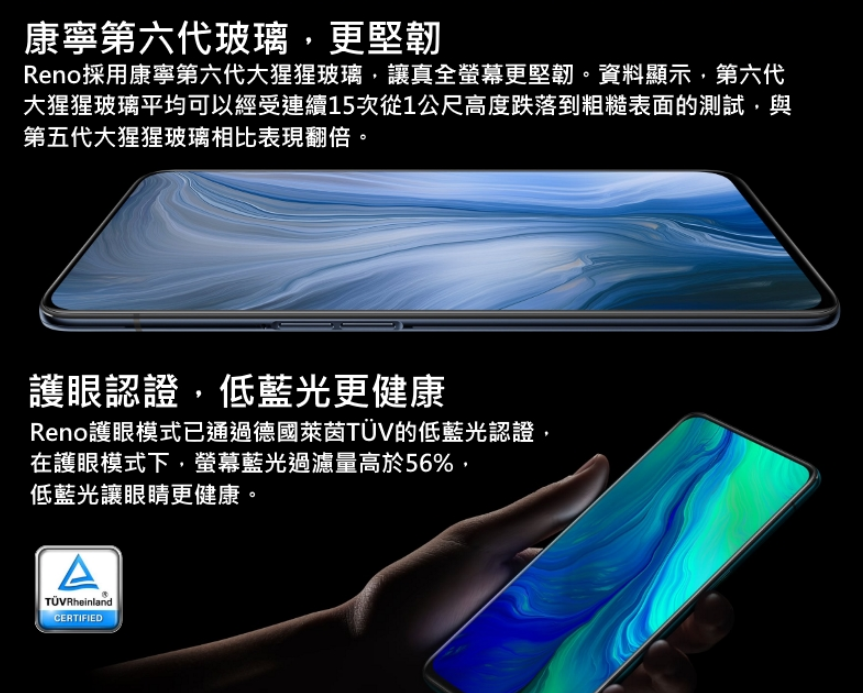 康寧第六代玻璃，更堅韌
Reno採用康寧第六代大猩猩玻璃，讓真全螢幕更堅韌。資料顯示，第六代
大猩猩玻璃平均可以經受連續15次從1公尺高度跌落到粗糙表面的測試，與
第五代大猩猩玻璃相比表現翻倍。
護眼認證，低藍光更健康
Reno護眼模式已通過德國萊茵TÜV的低藍光認證，
在護眼模式下，螢幕藍光過濾量高於56%，
低藍光讓眼睛更健康。
TÜVRheinland®
CERTIFIED